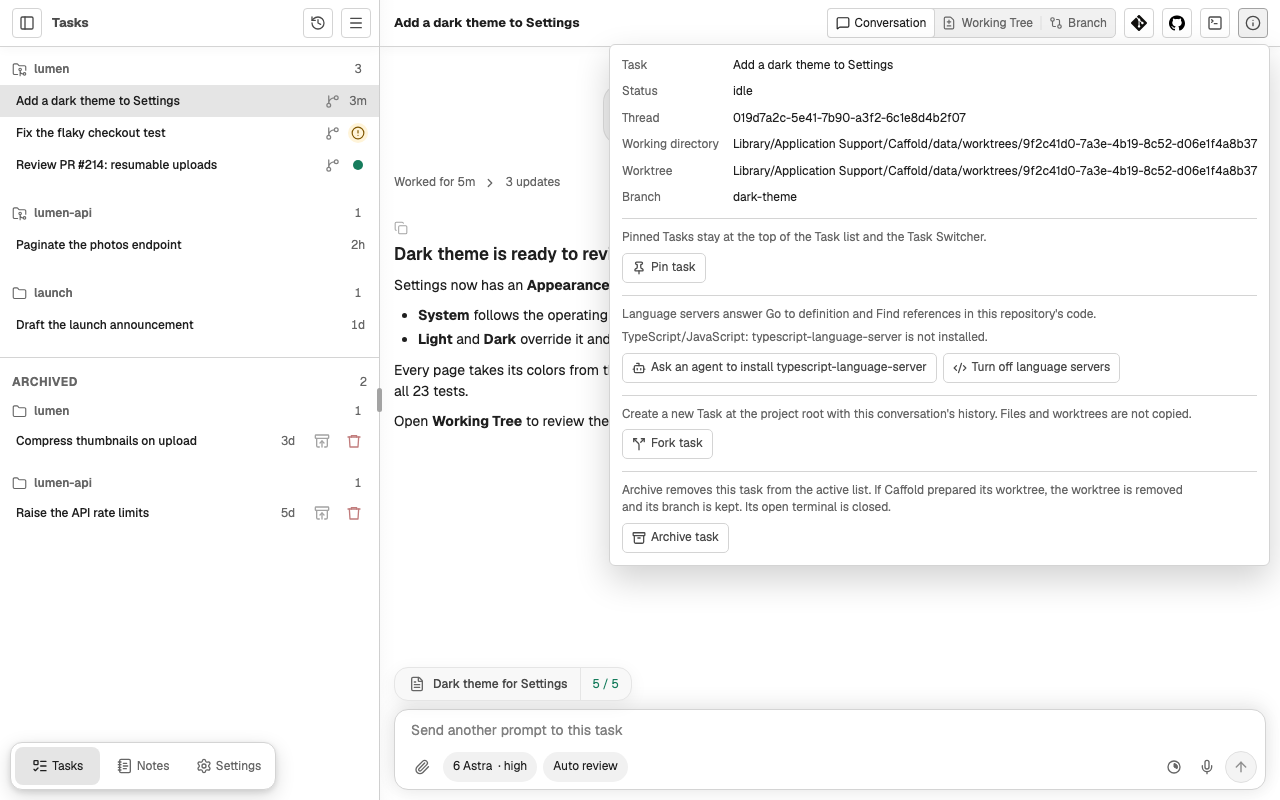 Tasks
lumen 3
Add a dark theme to Settings 3m
Fix the flaky checkout test
Review PR #214: resumable uploads
lumen-api 1
Paginate the photos endpoint 2h
launch 1
Draft the launch announcement 1d
ARCHIVED 2
lumen 1
Compress thumbnails on upload 3d
lumen-api 1
Raise the API rate limits 5d
Tasks Notes Settings
Add a dark theme to Settings
Conversation Working Tree Branch
Worked for 5m 3 updates
Dark theme is ready to rev
Settings now has an Appearance
System follows the operating
Light and Dark override it and
Every page takes its colors from t
all 23 tests.
Open Working Tree to review the
Task Add a dark theme to Settings
Status idle
Thread 019d7a2c-5e41-7b90-a3f2-6c1e8d4b2f07
Working directory Library/Application Support/Caffold/data/worktrees/9f2c41d0-7a3e-4b19-8c52-d06e1f4a8b37
Worktree Library/Application Support/Caffold/data/worktrees/9f2c41d0-7a3e-4b19-8c52-d06e1f4a8b37
Branch dark-theme
Pinned Tasks stay at the top of the Task list and the Task Switcher.
Pin task
Language servers answer Go to definition and Find references in this repository's code.
TypeScript/JavaScript: typescript-language-server is not installed.
Ask an agent to install typescript-language-server Turn off language servers
Create a new Task at the project root with this conversation's history. Files and worktrees are not copied.
Fork task
Archive removes this task from the active list. If Caffold prepared its worktree, the worktree is removed
and its branch is kept. Its open terminal is closed.
Archive task
Dark theme for Settings 5 / 5
Send another prompt to this task
6 Astra · high Auto review